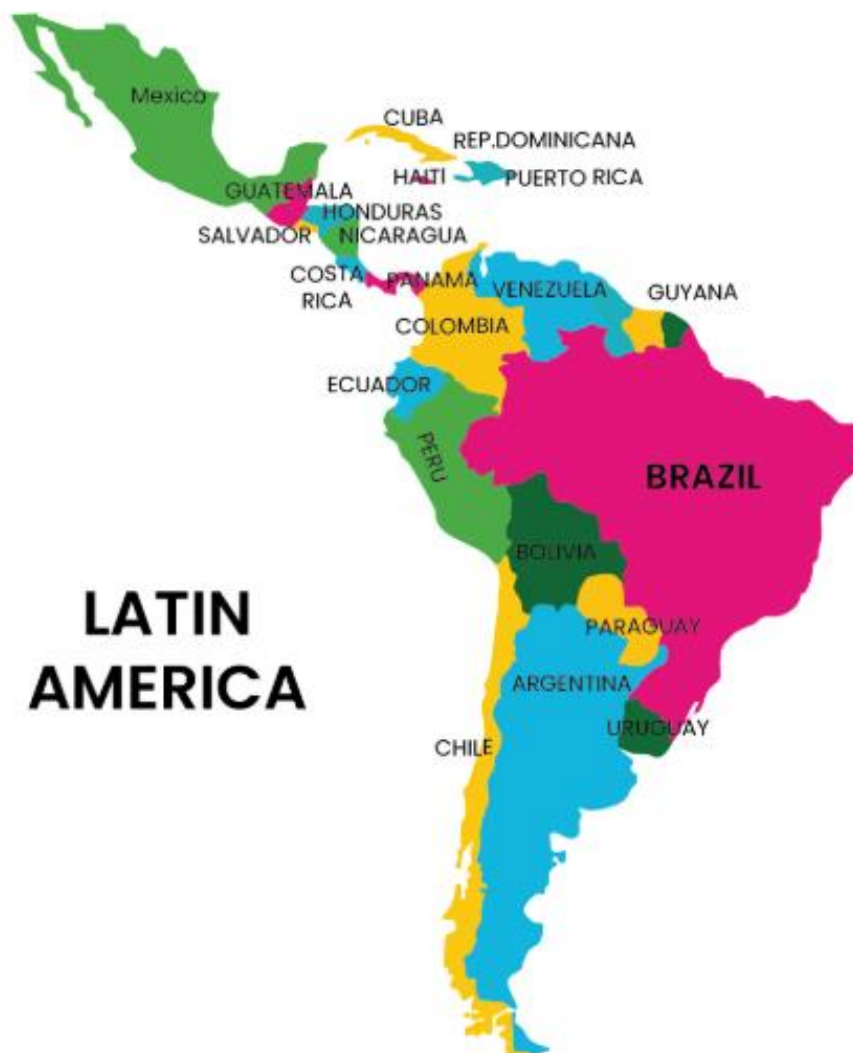 Mexico
CUBA
REP.DOMINICANA
HAITI
PUERTO RICA
GUATEMALA
HONDURAS
SALVADOR
NICARAGUA
COSTA
RICA
PANAMA
VENEZUELA
GUYANA
COLOMBIA
ECUADOR
PERU
BRAZIL
BOLIVIA
LATIN
AMERICA
PARAGUAY
ARGENTINA
URUGUAY
CHILE